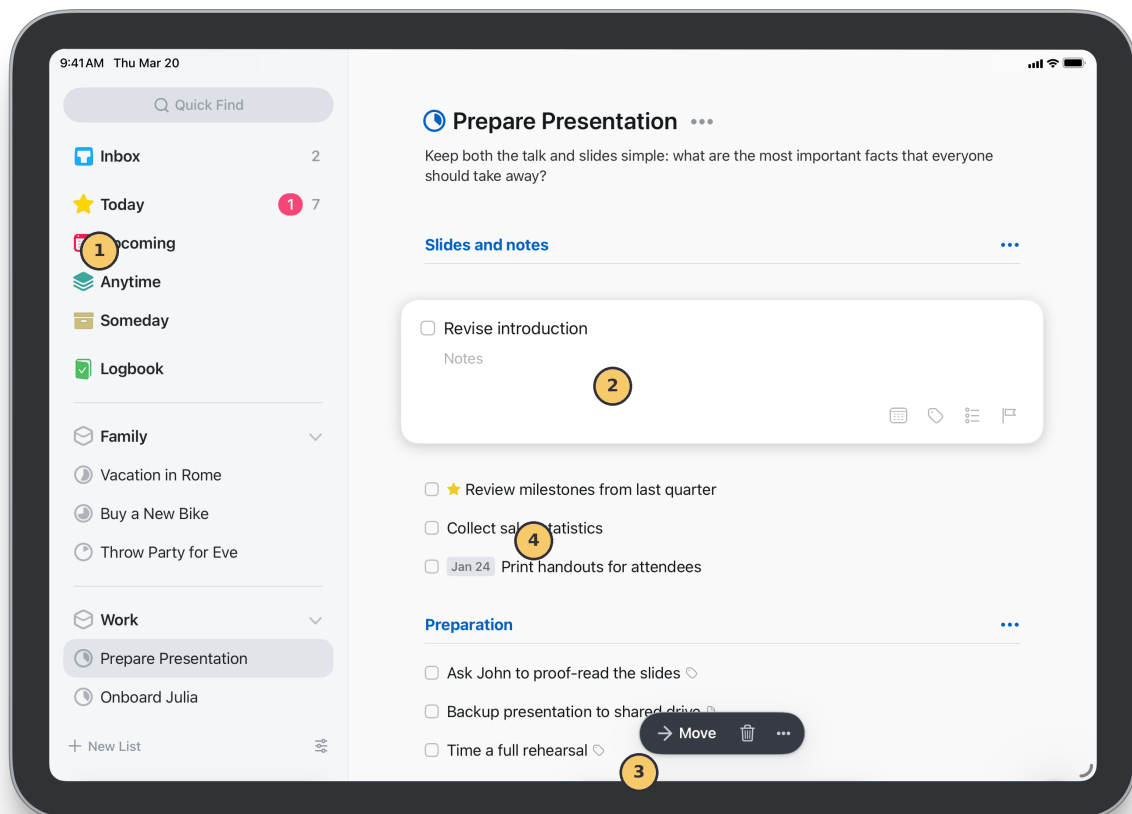 9:41 AM Thu Mar 20
Quick Find
Inbox 2
Today 1 7
Upcoming
Anytime
Someday
Logbook
Family
Vacation in Rome
Buy a New Bike
Throw Party for Eve
Work
Prepare Presentation
Onboard Julia
New List
1
Prepare Presentation
Keep both the talk and slides simple: what are the most important facts that everyone
should take away?
Slides and notes
Revise introduction
Notes
2
Review milestones from last quarter
Collect sales statistics
4
Jan 24 Print handouts for attendees
Preparation
Ask John to proof-read the slides
Backup presentation to shared drive
Move
Time a full rehearsal
3